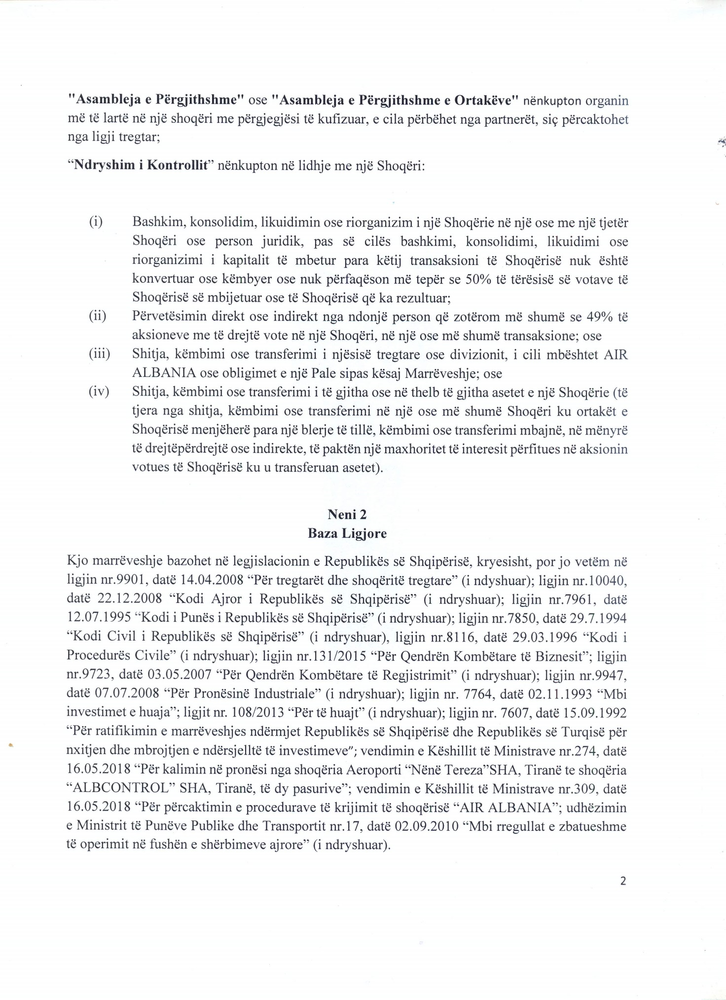 "Asambleja e Përgjithshme" ose "Asambleja e Përgjithshme e Ortakëve" nënkupton organin
më të lartë në një shoqëri me përgjegjësi të kufizuar, e cila përbëhet nga partnerët, siç përcaktohet
nga ligji tregtar;
“Ndryshim i Kontrollit” nënkupton në lidhje me një Shoqëri:
(i) Bashkim, konsolidim, likuidimin ose riorganizim i një Shoqërie në një ose me një tjetër
Shoqëri ose person juridik, pas së cilës bashkimi, konsolidimi, likuidimi ose
riorganizimi i kapitalit të mbetur para këtij transaksioni të Shoqërisë nuk është
konvertuar ose këmbyer ose nuk përfaqëson më tepër se 50% të tërësisë së votave të
Shoqërisë së mbijetuar ose të Shoqërisë që ka rezultuar;
(ii) Përvetësimin direkt ose indirekt nga ndonjë person që zotërom më shumë se 49% të
aksioneve me të drejtë vote në një Shoqëri, në një ose më shumë transaksione; ose
(iii) Shitja, këmbimi ose transferimi i njësisë tregtare ose divizionit, i cili mbështet AIR
ALBANIA ose obligimet e një Pale sipas kësaj Marrëveshje; ose
(iv) Shitja, këmbimi ose transferimi i të gjitha ose në thelb të gjitha asetet e një Shoqërie (të
tjera nga shitja, këmbimi ose transferimi në një ose më shumë Shoqëri ku ortakët e
Shoqërisë menjëherë para një blerje të tillë, këmbimi ose transferimi mbajnë, në mënyrë
të drejtëpërdrejtë ose indirekte, të paktën një maxhoritet të interesit përfitues në aksionin
votues të Shoqërisë ku u transferuan asetet).
Neni 2
Baza Ligjore
Kjo marrëveshje bazohet në legjislacionin e Republikës së Shqipërisë, kryesisht, por jo vetëm në
ligjin nr.9901, datë 14.04.2008 “Për tregtarët dhe shoqëritë tregtare” (i ndyshuar); ligjin nr.10040,
datë 22.12.2008 “Kodi Ajror i Republikës së Shqipërisë” (i ndryshuar); ligjin nr.7961, datë
12.07.1995 “Kodi i Punës i Republikës së Shqipërisë” (i ndryshuar); ligjin nr.7850, datë 29.7.1994
“Kodi Civil i Republikës së Shqipërisë” (i ndryshuar), ligjin nr.8116, datë 29.03.1996 “Kodi i
Procedurës Civile” (i ndryshuar); ligjin nr.131/2015 “Për Qendrën Kombëtare të Biznesit”; ligjin
nr.9723, datë 03.05.2007 “Për Qendrën Kombëtare të Regjistrimit” (i ndryshuar); ligjin nr.9947,
datë 07.07.2008 “Për Pronësinë Industriale” (i ndryshuar); ligjin nr. 7764, datë 02.11.1993 “Mbi
investimet e huaja”; ligjit nr. 108/2013 “Për të huajt” (i ndryshuar); ligjin nr. 7607, datë 15.09.1992
“Për ratifikimin e marrëveshjes ndërmjet Republikës së Shqipërisë dhe Republikës së Turqisë për
nxitjen dhe mbrojtjen e ndërsjelltë të investimeve”; vendimin e Këshillit të Ministrave nr.274, datë
16.05.2018 “Për kalimin në pronësi nga shoqëria Aeroporti “Nënë Tereza”SHA, Tiranë te shoqëria
“ALBCONTROL” SHA, Tiranë, të dy pasurive”; vendimin e Këshillit të Ministrave nr.309, datë
16.05.2018 “Për përcaktimin e procedurave të krijimit të shoqërisë “AIR ALBANIA”; udhëzimin
e Ministrit të Punëve Publike dhe Transportit nr.17, datë 02.09.2010 “Mbi rregullat e zbatueshme
të operimit në fushën e shërbimeve ajrore” (i ndryshuar).
2